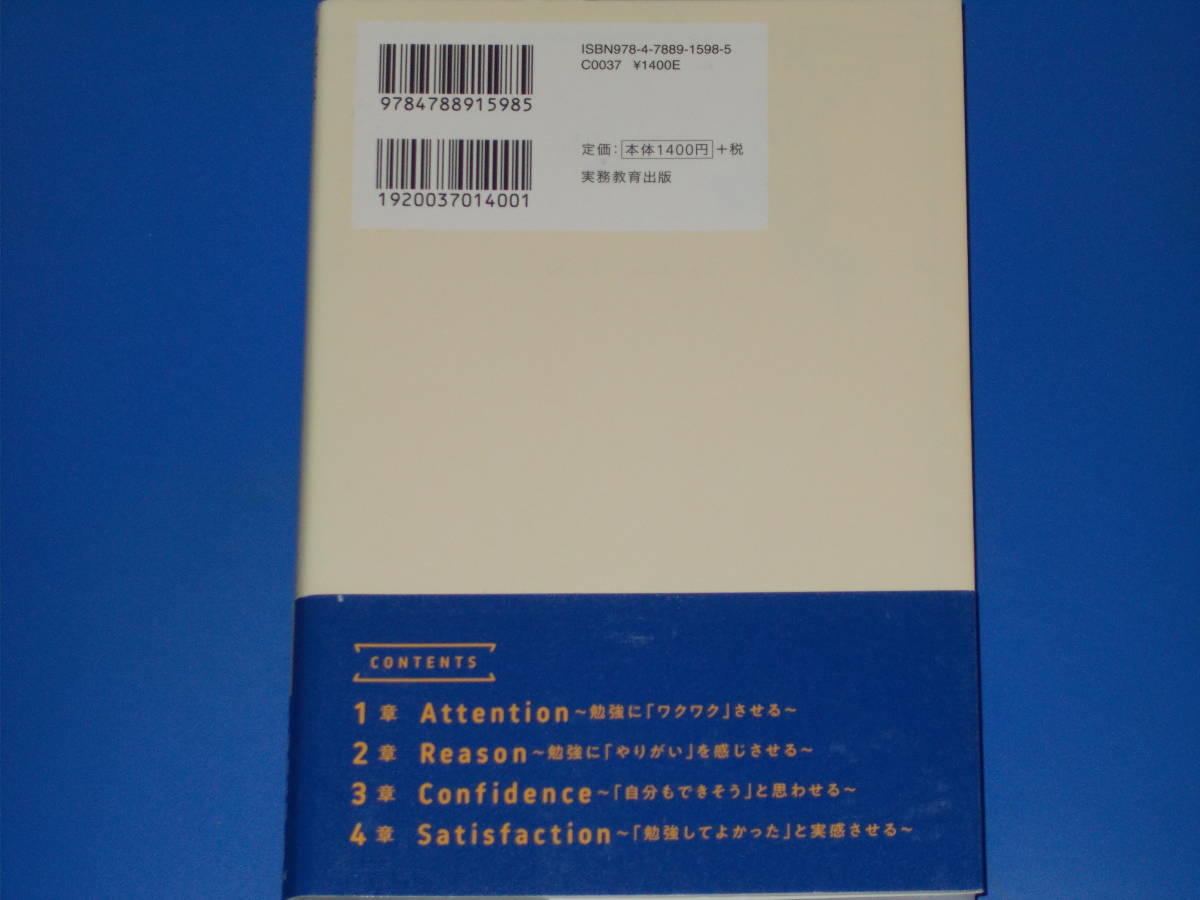 ISBN978-4-7889-1598-5
C0037 ¥1400E
9784788915985
定価：本体1400円+税
実務教育出版
1920037014001
CONTENTS
1章 Attention～勉強に「ワクワク」させる～
2章 Reason～勉強に「やりがい」を感じさせる～
3章 Confidence～「自分もできそう」と思わせる～
4章 Satisfaction～「勉強してよかった」と実感させる～